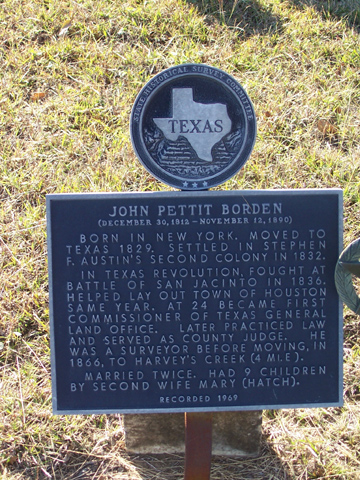 STATE HISTORICAL SURVEY COMMITTEE
TEXAS
JOHN PETTIT BORDEN
(DECEMBER 30, 1912 – NOVEMBER 12, 1890)
BORN IN NEW YORK. MOVED TO
TEXAS 1829. SETTLED IN STEPHEN
F. AUSTIN'S SECOND COLONY IN 1832.
IN TEXAS REVOLUTION, FOUGHT AT
BATTLE OF SAN JACINTO IN 1836.
HELPED LAY OUT TOWN OF HOUSTON
SAME YEAR. AT 24 BECAME FIRST
COMMISSIONER OF TEXAS GENERAL
LAND OFFICE. LATER PRACTICED LAW
AND SERVED AS COUNTY JUDGE. HE
WAS A SURVEYOR BEFORE MOVING, IN
1866, TO HARVEY'S CREEK (4 MI.E).
MARRIED TWICE. HAD 9 CHILDREN
BY SECOND WIFE MARY (HATCH).
RECORDED 1969